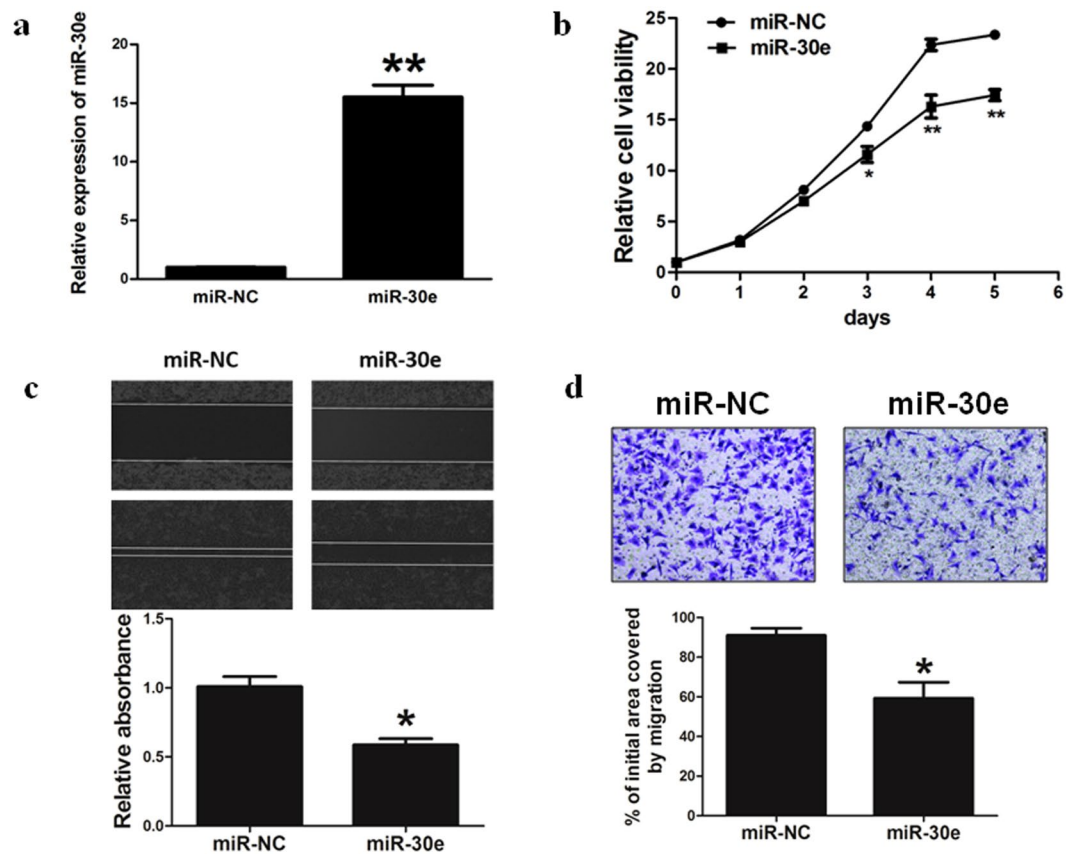 a
Relative expression of miR-30e
20
15
10
5
0
**
miR-NC
miR-30e
b
Relative cell viability
25
20
15
10
5
0
miR-NC
miR-30e
*
**
**
0 1 2 3 4 5 6
days
c
miR-NC
miR-30e
Relative absorbance
1.5
1.0
0.5
0.0
*
miR-NC
miR-30e
d
miR-NC
miR-30e
% of initial area covered
by migration
100
80
60
40
20
0
*
miR-NC
miR-30e